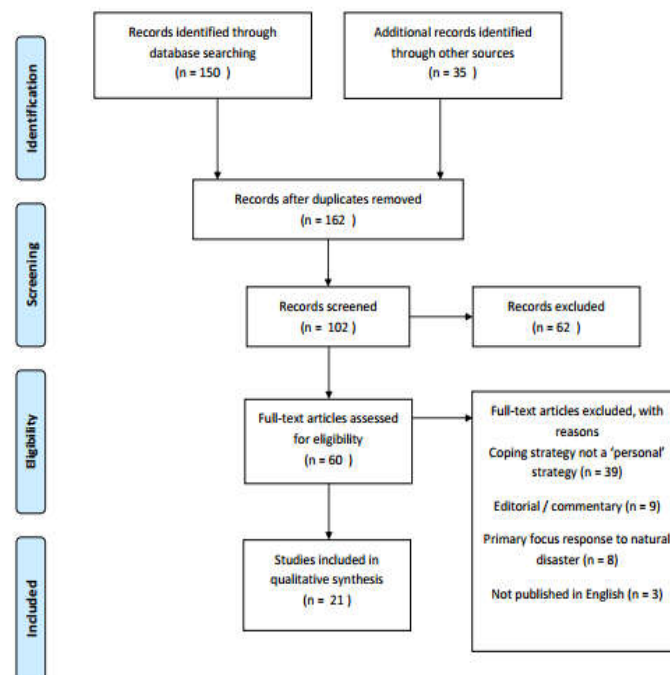 Identification
Records identified through
database searching
(n = 150 )
Additional records identified
through other sources
(n = 35 )
Records after duplicates removed
(n = 162 )
Screening
Records screened
(n = 102 )
Records excluded
(n = 62 )
Eligibility
Full-text articles assessed
for eligibility
(n = 60 )
Full-text articles excluded, with
reasons
Coping strategy not a ‘personal’
strategy (n = 39)
Editorial / commentary (n = 9)
Primary focus response to natural
disaster (n = 8)
Not published in English (n = 3)
Included
Studies included in
qualitative synthesis
(n = 21 )